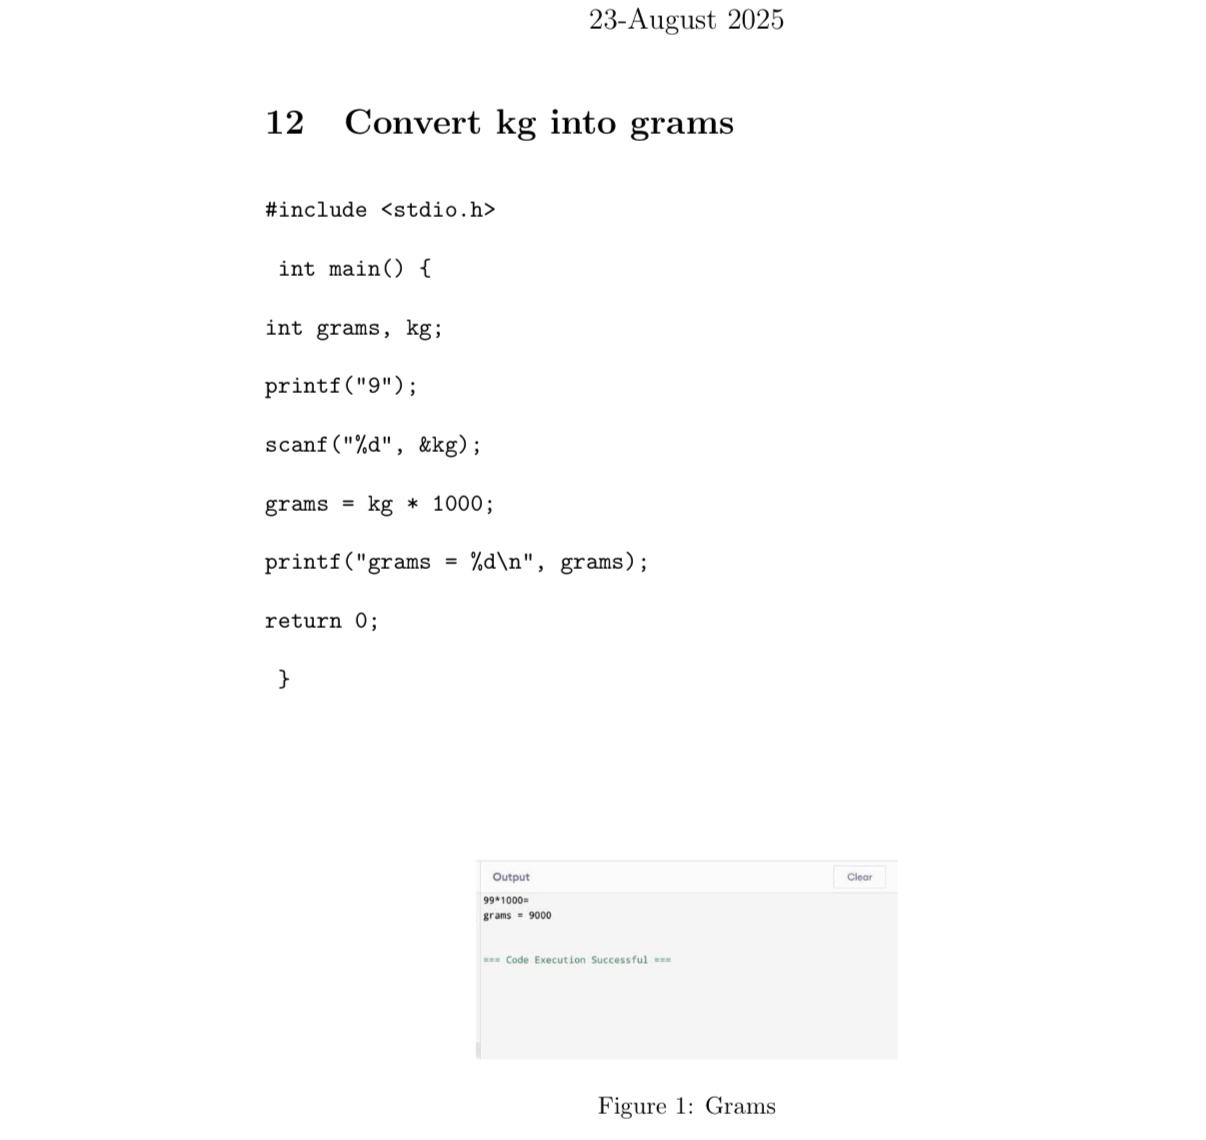 23-August 2025
12 Convert kg into grams
#include <stdio.h>
int main() {
int grams, kg;
printf("9");
scanf("%d", &kg);
grams = kg * 1000;
printf("grams = %d\n", grams);
return 0;
}
Output
Clear
99*1000=
grams = 9000
=== Code Execution Successful ===
Figure 1: Grams